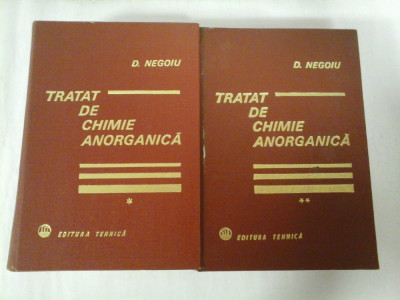 D. NEGOIU
TRATAT
DE
CHIMIE
ANORGANICĂ
*
EDITURA TEHNICĂ
D. NEGOIU
TRATAT
DE
CHIMIE
ANORGANICĂ
**
EDITURA TEHNICĂ